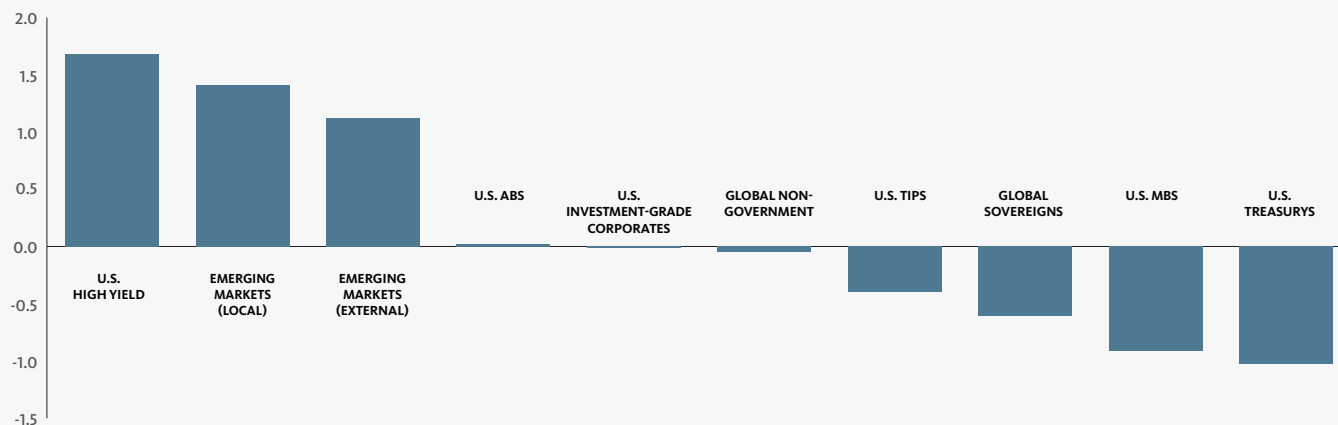 2.0
1.5
1.0
0.5
0.0
-0.5
-1.0
-1.5
U.S.
HIGH YIELD
EMERGING
MARKETS
(LOCAL)
EMERGING
MARKETS
(EXTERNAL)
U.S. ABS
U.S.
INVESTMENT-GRADE
CORPORATES
GLOBAL NON-
GOVERNMENT
U.S. TIPS
GLOBAL
SOVEREIGNS
U.S. MBS
U.S.
TREASURYS